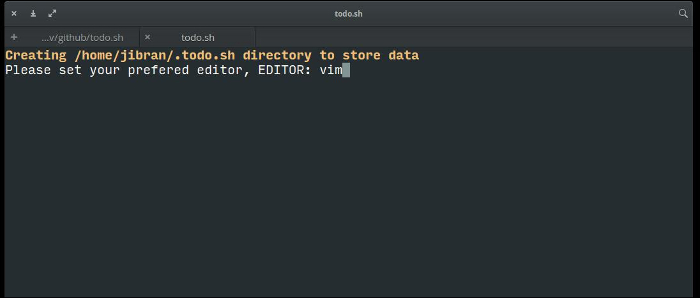 todo.sh
...v/github/todo.sh
todo.sh
Creating /home/jibran/.todo.sh directory to store data
Please set your prefered editor, EDITOR: vim